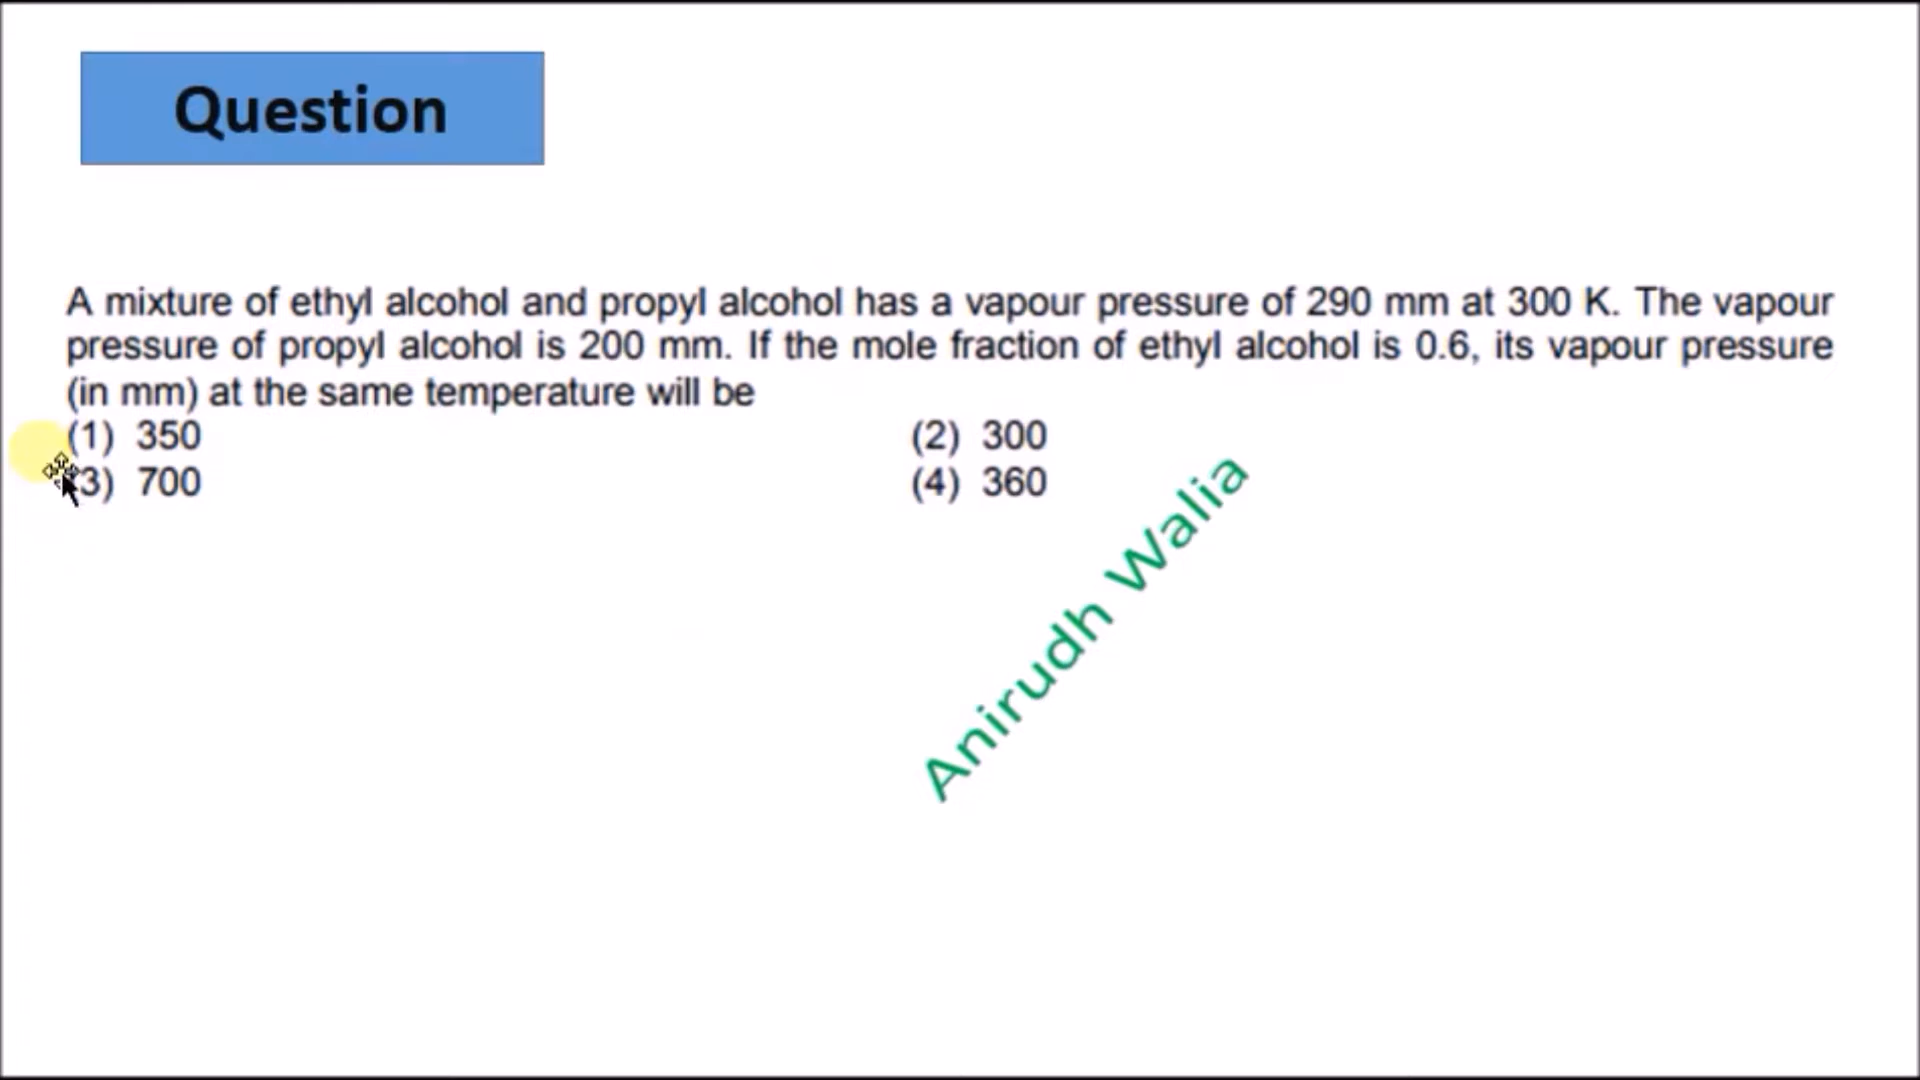 Question
A mixture of ethyl alcohol and propyl alcohol has a vapour pressure of 290 mm at 300 K. The vapour
pressure of propyl alcohol is 200 mm. If the mole fraction of ethyl alcohol is 0.6, its vapour pressure
(in mm) at the same temperature will be
(1) 350 (2) 300
(3) 700 (4) 360
Anirudh Walia